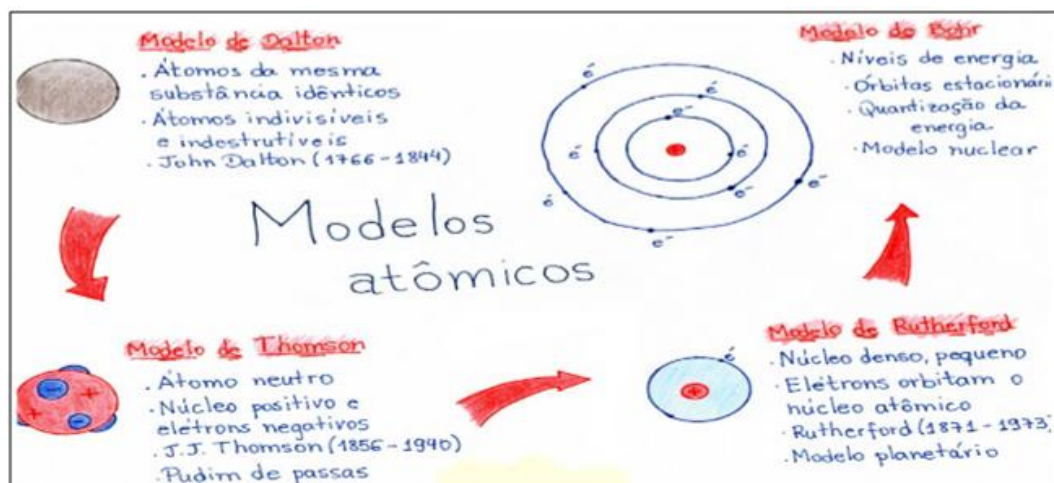 Modelo de Dalton
· Átomos da mesma
substância idênticos
· Átomos indivisíveis
e indestrutíveis
· John Dalton (1766-1844)
Modelos
atômicos
Modelo de Bohr
· Níveis de energia
· Órbitas estacionári
· Quantização da
energia.
· Modelo nuclear
é
e⁻
é
e⁻
é
é
e⁻
e⁻
é
e⁻
Modelo de Thomson
· Átomo neutro
· Núcleo positivo e
elétrons negativos
· J.J. Thomson (1856-1940)
· Pudim de passas
+
+
+
-
-
Modelo de Rutherford
· Núcleo denso, pequeno
· Elétrons orbitam o
núcleo atômico
· Rutherford (1871-1973)
· Modelo planetário
é
+